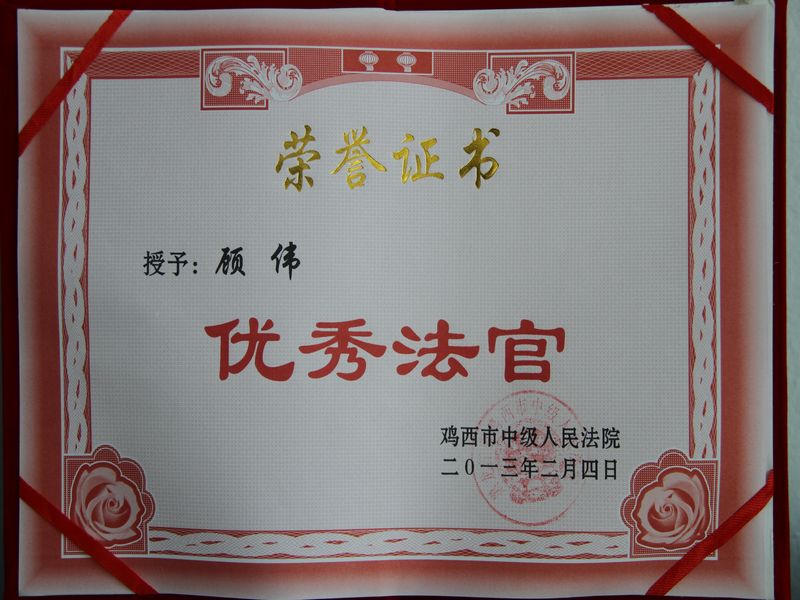 荣誉证书
授予：顾 伟
优秀法官
鸡西市中级人民法院
二0一三年二月四日